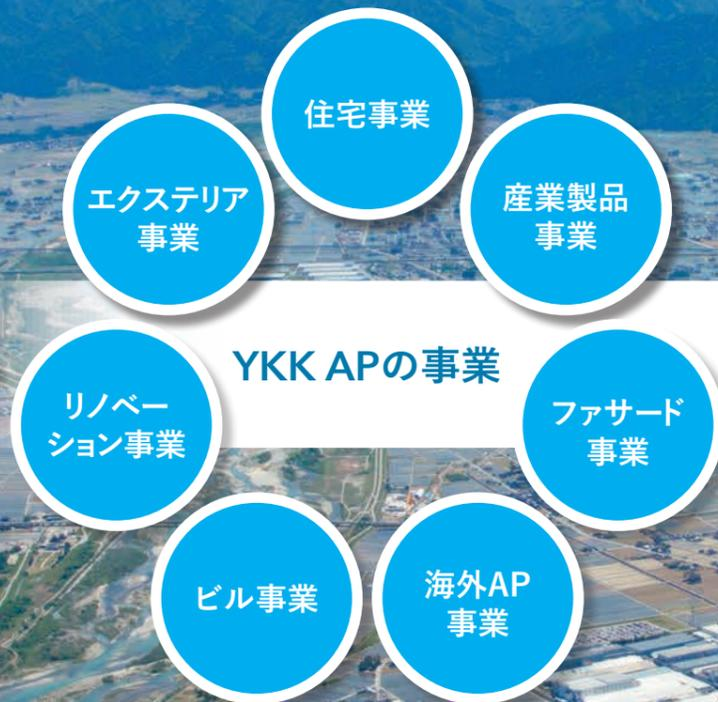 住宅事業
エクステリア
事業
産業製品
事業
YKK APの事業
リノベー
ション事業
ファサード
事業
ビル事業
海外AP
事業